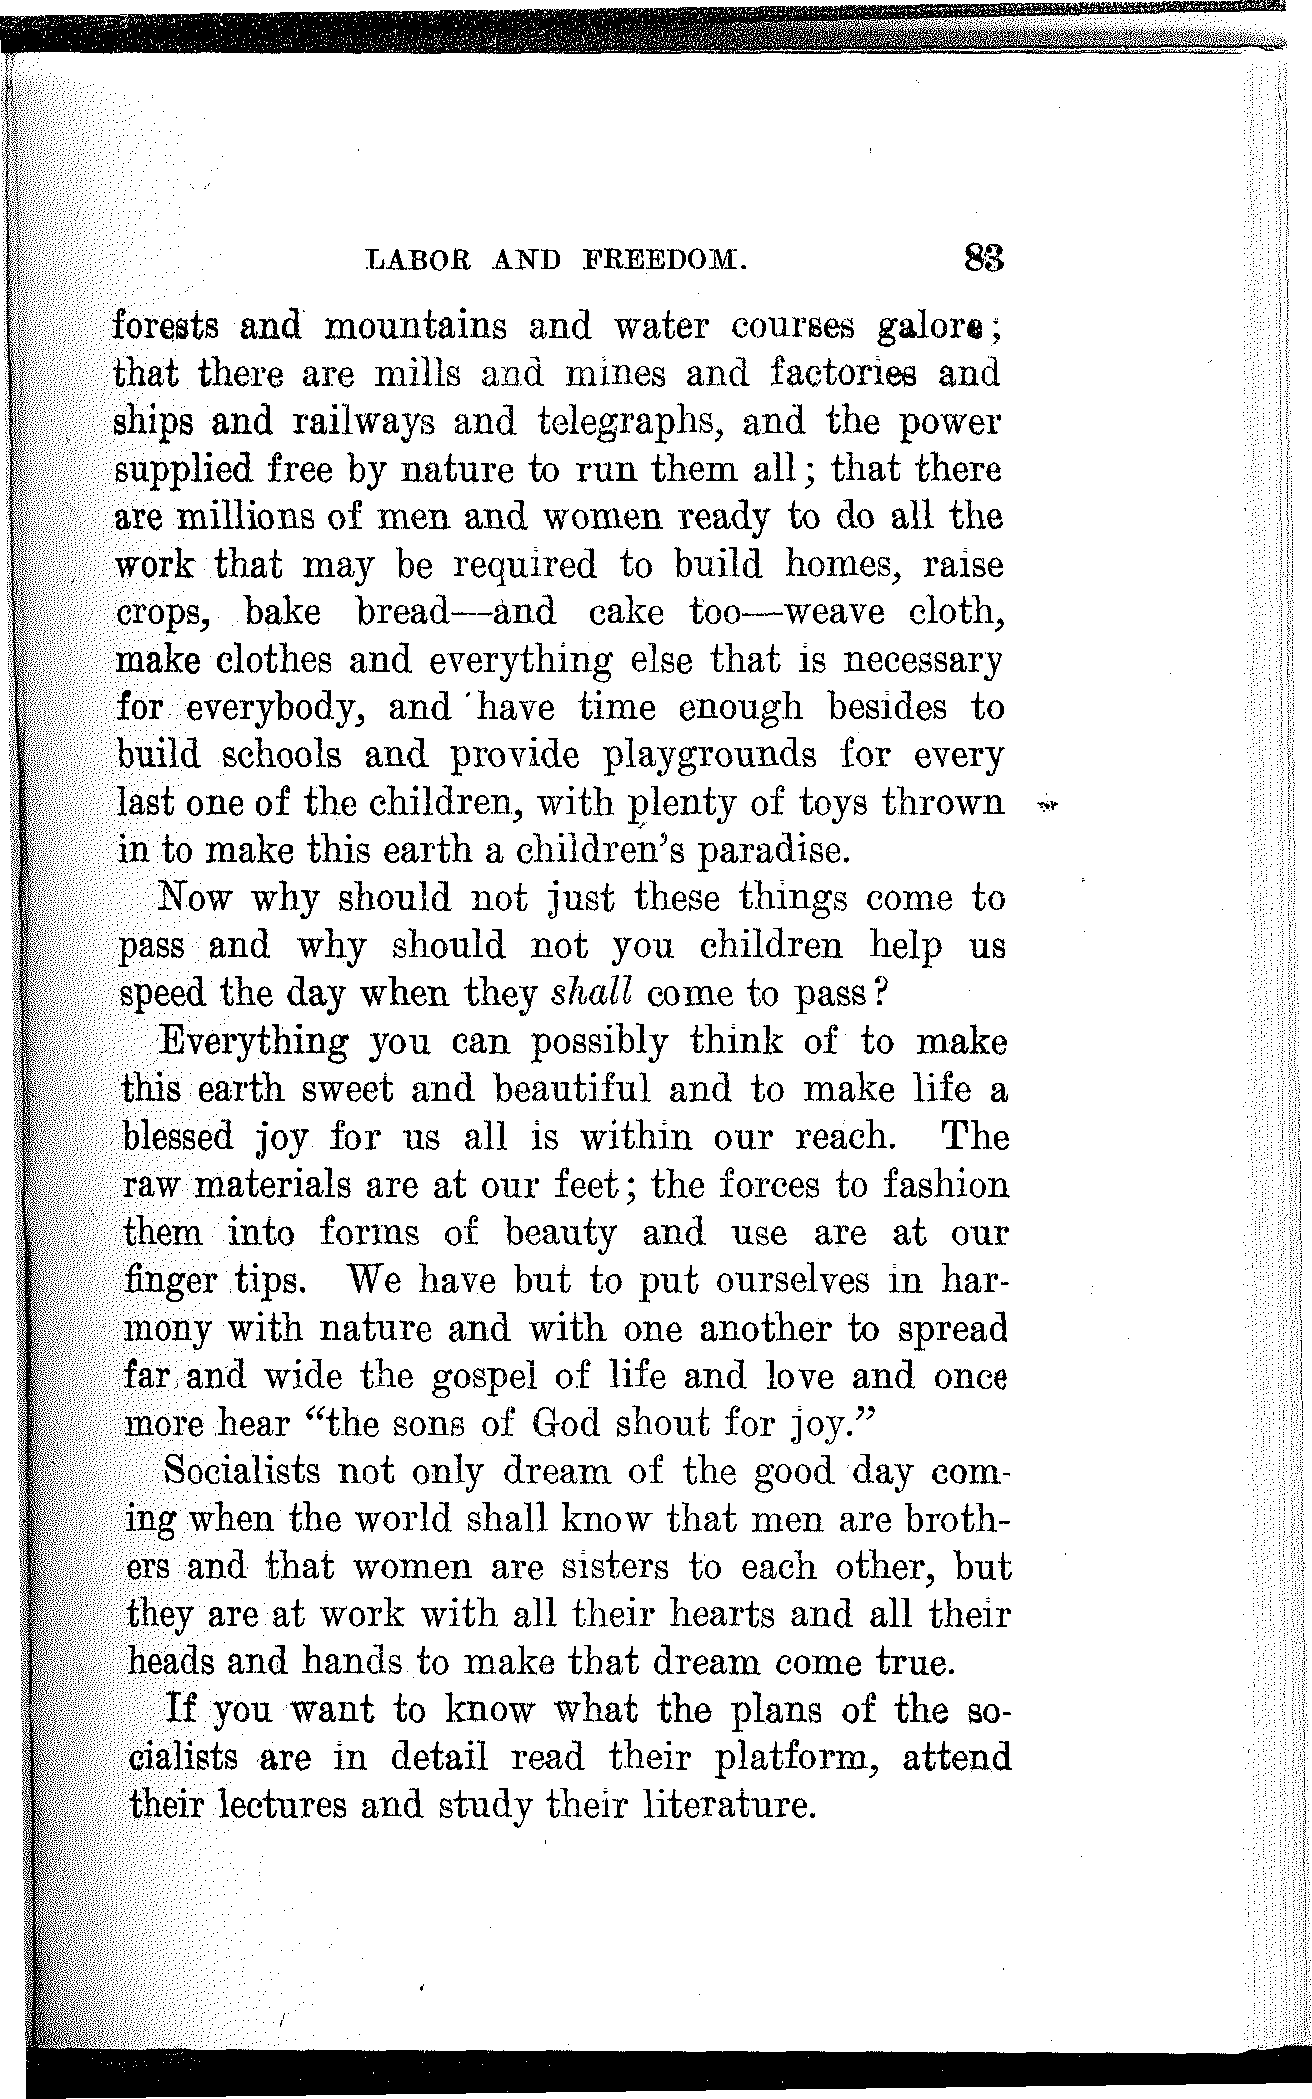 LABOR AND FREEDOM. 83
forests and mountains and water courses galore;
that there are mills and mines and factories and
ships and railways and telegraphs, and the power
supplied free by nature to run them all; that there
are millions of men and women ready to do all the
work that may be required to build homes, raise
crops, bake bread—and cake too—weave cloth,
make clothes and everything else that is necessary
for everybody, and have time enough besides to
build schools and provide playgrounds for every
last one of the children, with plenty of toys thrown
in to make this earth a children's paradise.
Now why should not just these things come to
pass and why should not you children help us
speed the day when they shall come to pass?
Everything you can possibly think of to make
this earth sweet and beautiful and to make life a
blessed joy for us all is within our reach. The
raw materials are at our feet; the forces to fashion
them into forms of beauty and use are at our
finger tips. We have but to put ourselves in har-
mony with nature and with one another to spread
far and wide the gospel of life and love and once
more hear "the sons of God shout for joy."
Socialists not only dream of the good day com-
ing when the world shall know that men are broth-
ers and that women are sisters to each other, but
they are at work with all their hearts and all their
heads and hands to make that dream come true.
If you want to know what the plans of the so-
cialists are in detail read their platform, attend
their lectures and study their literature.